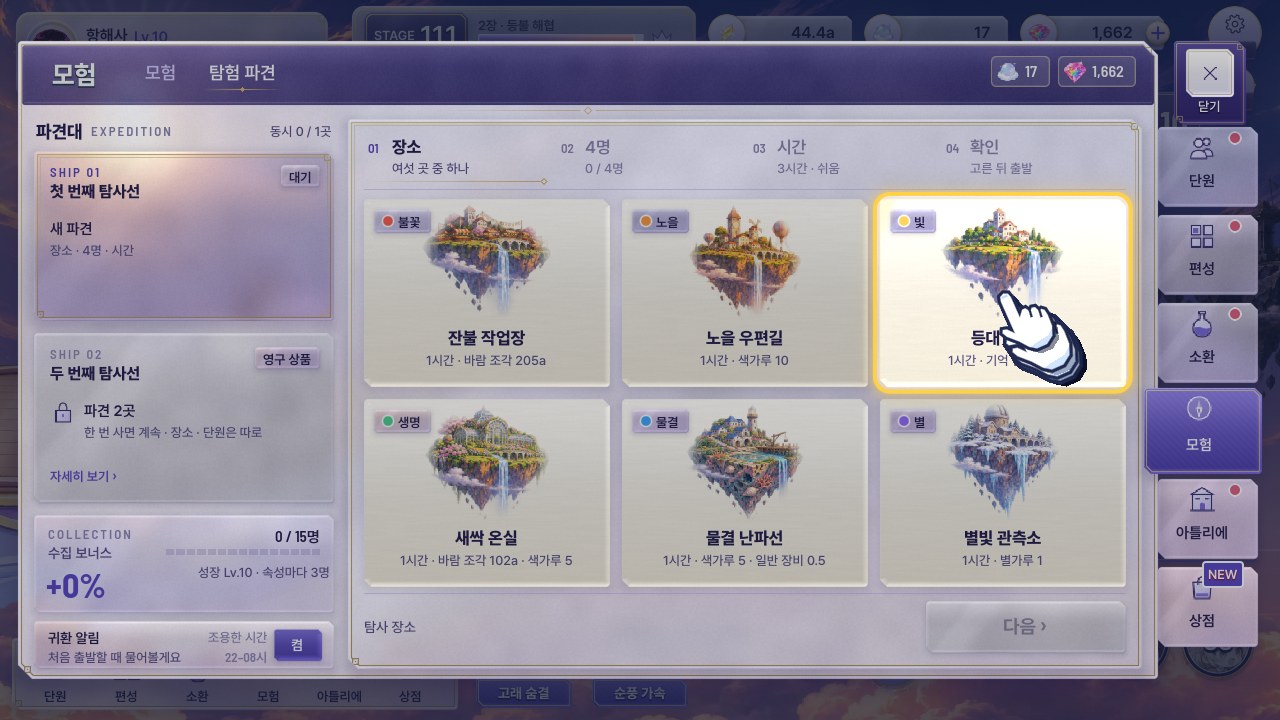 항해사 Lv.10
STAGE 111
2장 · 등불 해협
44.4a
17
1,662
모험
모험
탐험 파견
17
1,662
닫기
파견대 EXPEDITION
동시 0 / 1곳
SHIP 01
첫 번째 탐사선
대기
새 파견
장소 · 4명 · 시간
SHIP 02
두 번째 탐사선
영구 상품
파견 2곳
한 번 사면 계속 · 장소 · 단원은 따로
자세히 보기 ›
COLLECTION
수집 보너스
+0%
0 / 15명
성장 Lv.10 · 속성마다 3명
귀환 알림
처음 출발할 때 물어볼게요
조용한 시간
22–08시
켬
01 장소
여섯 곳 중 하나
02 4명
0 / 4명
03 시간
3시간 · 쉬움
04 확인
고른 뒤 출발
불꽃
잔불 작업장
1시간 · 바람 조각 205a
노을
노을 우편길
1시간 · 색가루 10
빛
등대
1시간 · 기억
생명
새싹 온실
1시간 · 바람 조각 102a · 색가루 5
물결
물결 난파선
1시간 · 색가루 5 · 일반 장비 0.5
별
별빛 관측소
1시간 · 별가루 1
탐사 장소
다음 ›
단원
편성
소환
모험
아틀리에
NEW
상점
단원
편성
소환
모험
아틀리에
상점
고래 숨결
순풍 가속